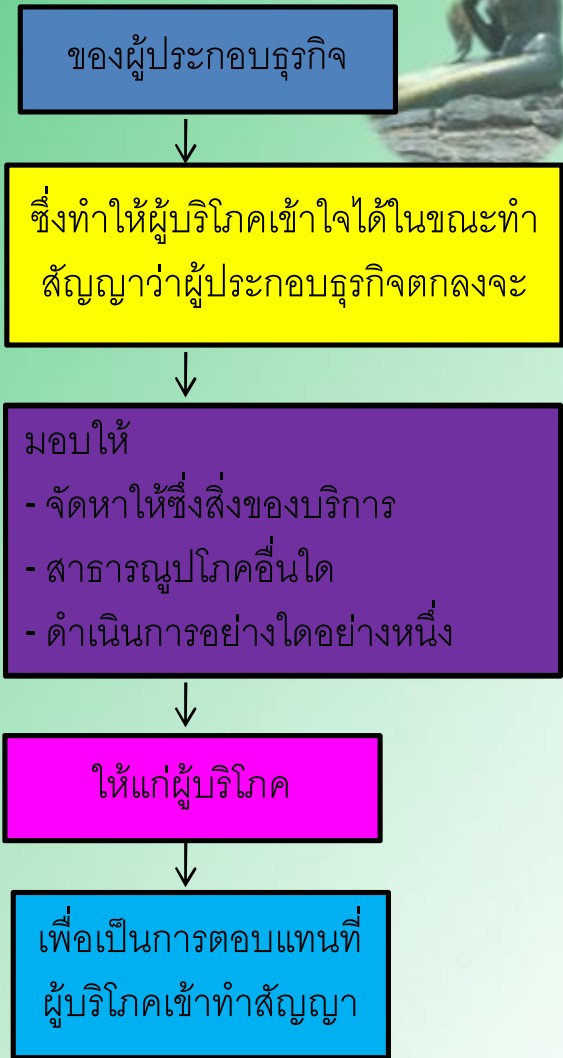 ของผู้ประกอบธุรกิจ
ซึ่งทำให้ผู้บริโภคเข้าใจได้ในขณะทำ
สัญญาว่าผู้ประกอบธุรกิจตกลงจะ
มอบให้
- จัดหาให้ซึ่งสิ่งของบริการ
- สาธารณูปโภคอื่นใด
- ดำเนินการอย่างใดอย่างหนึ่ง
ให้แก่ผู้บริโภค
เพื่อเป็นการตอบแทนที่
ผู้บริโภคเข้าทำสัญญา